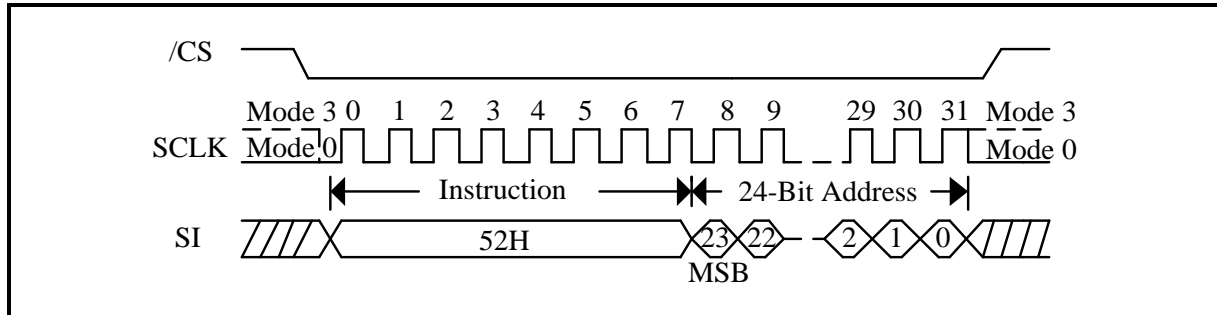 /CS
Mode 3 0 1 2 3 4 5 6 7 8 9 29 30 31 Mode 3
SCLK Mode 0 Mode 0
Instruction 24-Bit Address
SI 52H 23 22 2 1 0
MSB